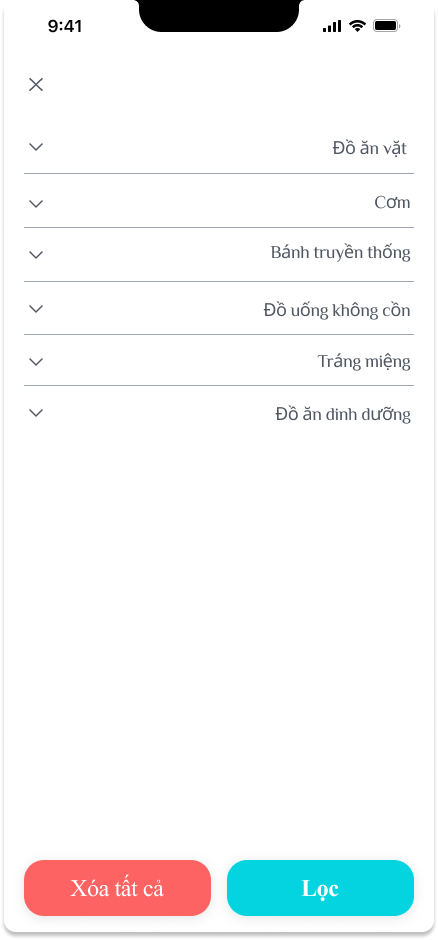 9:41
Đồ ăn vặt
Cơm
Bánh truyền thống
Đồ uống không cồn
Tráng miệng
Đồ ăn dinh dưỡng
Xóa tất cả
Lọc